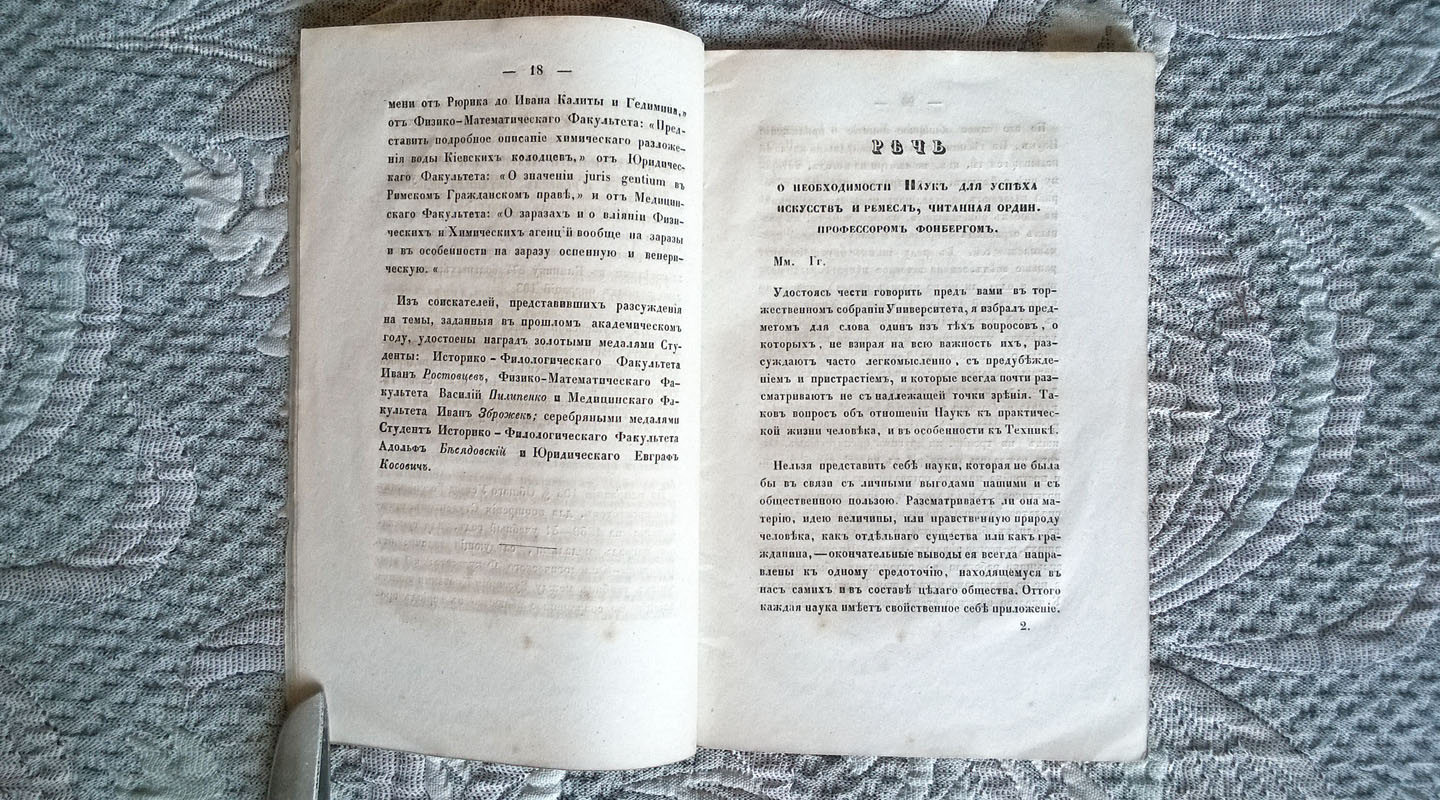 — 18 —
мени отъ Рюрика до Ивана Калиты и Гедимина,»
отъ Физико-Математическаго Факультета: «Пред-
ставить подробное описаніе химическаго разложе-
нія воды Кіевскихъ колодцевъ,» отъ Юридичес-
каго Факультета: «О значеніи juris gentium въ
Римскомъ Гражданскомъ правѣ,» и отъ Медицин-
скаго Факультета: «О заразахъ и о вліяніи Физи-
ческихъ и Химическихъ агенцій вообще на заразы
и въ особенности на заразу оспенную и венери-
ческую. «
Изъ соискателей, представившихъ разсужденія
на темы, заданныя въ прошломъ академическомъ
году, удостоены наградъ золотыми медалями Сту-
денты: Историко-Филологическаго Факультета
Иванъ Ростовцевъ, Физико-Математическаго Фа-
культета Василій Пилипенко и Медицинскаго Фа-
культета Иванъ Зброжекъ; серебряными медалями
Студентъ Историко-Филологическаго Факультета
Адольфъ Бѣсядовскій и Юридическаго Евграфъ
Косовичъ.
РѢЧЬ
О НЕОБХОДИМОСТИ НАУКЪ ДЛЯ УСПѢХА
ИСКУССТВЪ И РЕМЕСЛЪ, ЧИТАННАЯ ОРДИН.
ПРОФЕССОРОМЪ ФОНБЕРГОМЪ.
Мм. Гг.
Удостоясь чести говорить предъ вами въ тор-
жественномъ собраніи Университета, я избралъ пред-
метомъ для слова одинъ изъ тѣхъ вопросовъ, о
которыхъ, не взирая на всю важность ихъ, раз-
суждаютъ часто легкомысленно, съ предубѣжде-
ніемъ и пристрастіемъ, и которые всегда почти раз-
сматриваютъ не съ надлежащей точки зрѣнія. Та-
ковъ вопросъ объ отношеніи Наукъ къ практичес-
кой жизни человѣка, и въ особенности къ Техникѣ.
Нельзя представить себѣ науки, которая не была
бы въ связи съ личными выгодами нашими и съ
общественною пользою. Разсматриваетъ ли она ма-
терію, идею величины, или нравственную природу
человѣка, какъ отдѣльнаго существа или какъ гра-
жданина,—окончательные выводы ея всегда напра-
влены къ одному средоточію, находящемуся въ
насъ самихъ и въ составѣ цѣлаго общества. Оттого
каждая наука имѣетъ свойственное себѣ приложеніе.
2.